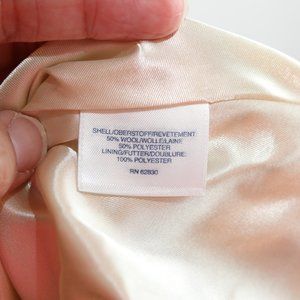 SHELL/OBERSTOFF/REVETEMENT:
50% WOOL/WOLLE/LAINE
50% POLYESTER
LINING/FUTTER/DOUBLURE:
100% POLYESTER
RN 62830